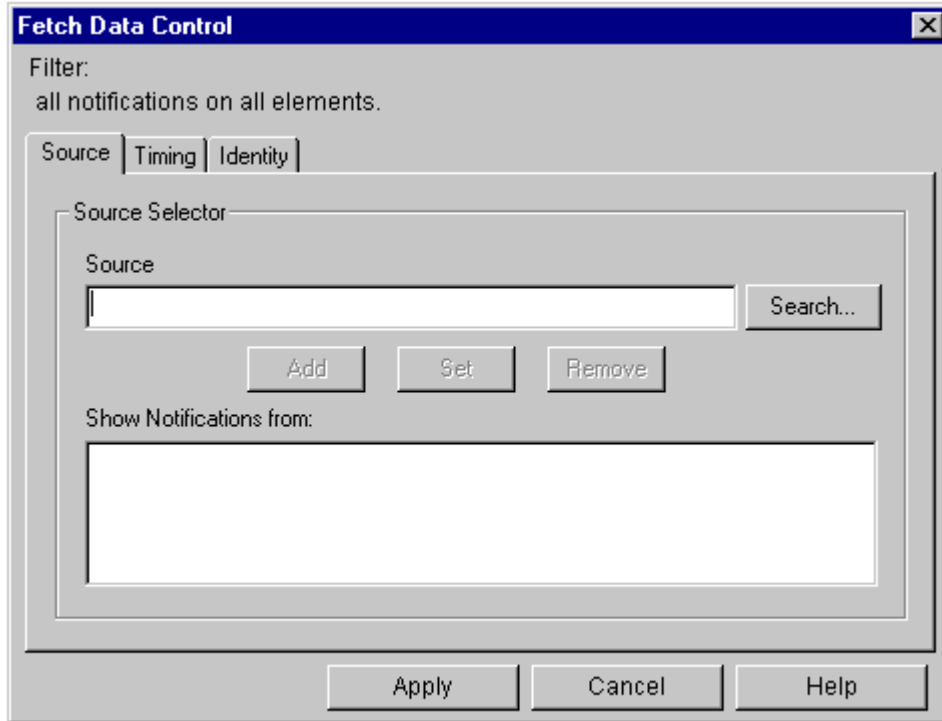 Fetch Data Control
Filter:
all notifications on all elements.
Source Timing Identity
Source Selector
Source
Search...
Add Set Remove
Show Notifications from:
Apply Cancel Help